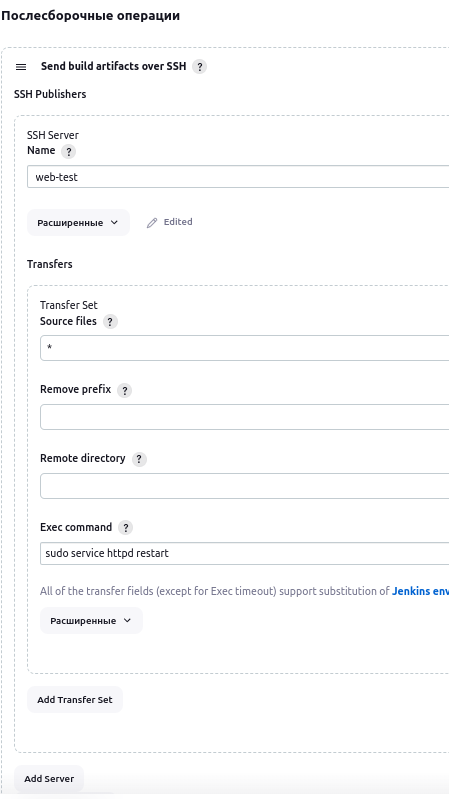 Послесборочные операции
Send build artifacts over SSH ?
SSH Publishers
SSH Server
Name ?
web-test
Расширенные
Edited
Transfers
Transfer Set
Source files ?
*
Remove prefix ?
Remote directory ?
Exec command ?
sudo service httpd restart
All of the transfer fields (except for Exec timeout) support substitution of Jenkins env
Расширенные
Add Transfer Set
Add Server